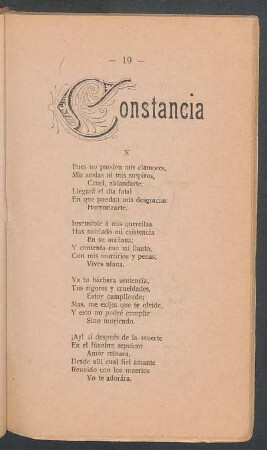 — 19 —
Constancia
X
Pues no pueden mis clamores,
Mis ansias ni mis suspiros,
Cruel, ablandarte;
Llegará el día fatal
En que puedan mis desgracias
Horrorizarte.
Insensible á mis querellas
Has nublado mi existencia
En su mañana;
Y contenta con mi llanto,
Con mis martirios y penas,
Vives ufana.
Ya tu bárbara sentencia,
Tus rigores y crueldades,
Estoy cumpliendo;
Mas, me exijes que te olvide,
Y esto no podré cumplir
Sino muriendo.
¡Ay! si después de la muerte
En el fúnebre sepulcro
Amor reinara,
Desde allí cual fiel amante
Reunido con los muertos
Yo te adorára.